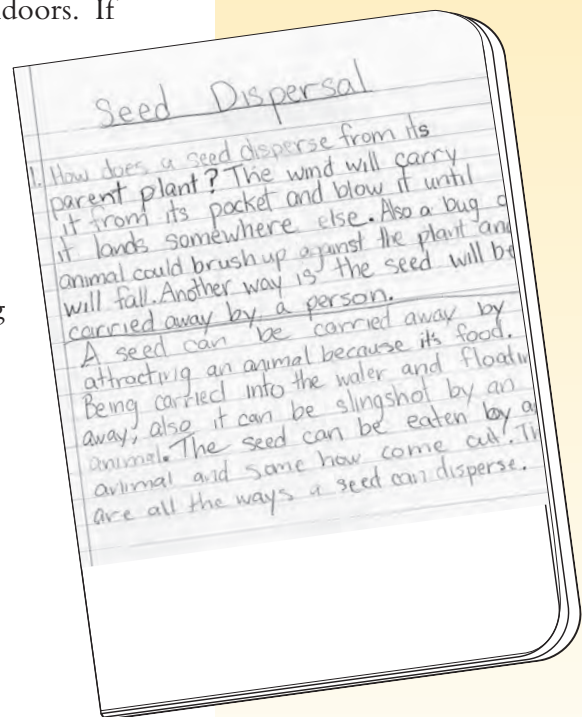 doors. If
g
Seed Dispersal
1. How does a seed disperse from its
parent plant? The wind will carry
it from its pocket and blow it until
it lands somewhere else. Also a bug o
animal could brush up against the plant and
will fall. Another way is the seed will be
carried away by a person.
A seed can be carried away by
attracting an animal because its food.
Being carried into the water and floatin
away, also it can be slingshot by an
animal. The seed can be eaten by a
animal and some how come out. Th
are all the ways a seed can disperse.